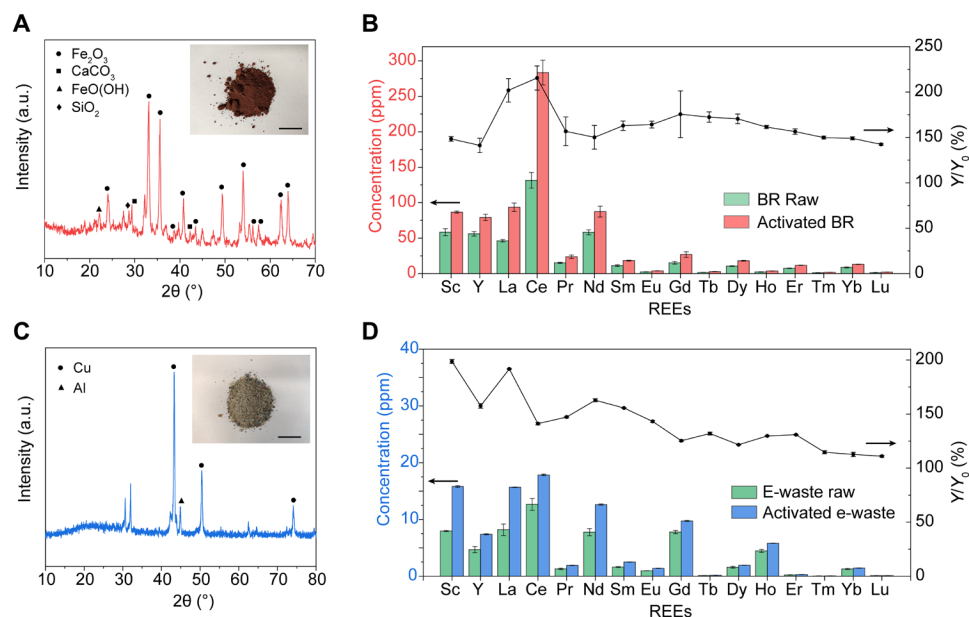 A
Intensity (a.u.)
Fe2O3
CaCO3
FeO(OH)
SiO2
10 20 30 40 50 60 70
2θ (°)
B
Concentration (ppm)
300
250
200
150
100
50
0
250
200
150
100
50
0
Y/Y0 (%)
BR Raw
Activated BR
Sc Y La Ce Pr Nd Sm Eu Gd Tb Dy Ho Er Tm Yb Lu
REEs
C
Intensity (a.u.)
Cu
Al
10 20 30 40 50 60 70 80
2θ (°)
D
Concentration (ppm)
40
30
20
10
0
200
150
100
50
0
Y/Y0 (%)
E-waste raw
Activated e-waste
Sc Y La Ce Pr Nd Sm Eu Gd Tb Dy Ho Er Tm Yb Lu
REEs